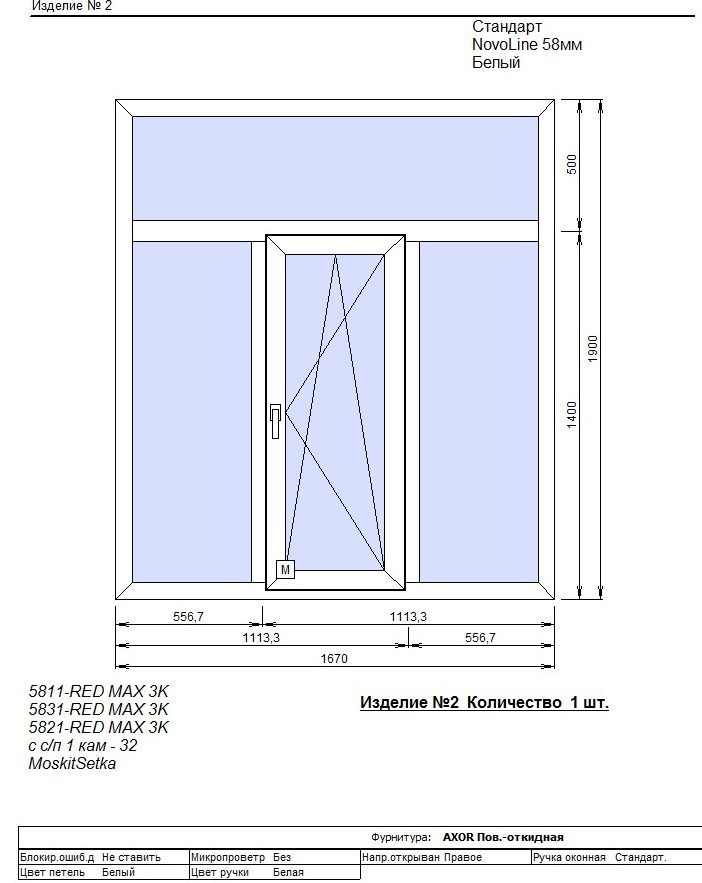 Изделие № 2
Стандарт
NovoLine 58мм
Белый
500
1900
1400
M
556,7 1113,3
1113,3 556,7
1670
5811-RED MAX 3K
5831-RED MAX 3K
5821-RED MAX 3K
с с/п 1 кам - 32
MoskitSetka
Изделие №2 Количество 1 шт.
Фурнитура: AXOR Пов.-откидная
Блокир.ошиб.д Не ставить Микропроветр Без Напр.открыван Правое Ручка оконная Стандарт.
Цвет петель Белый Цвет ручки Белая